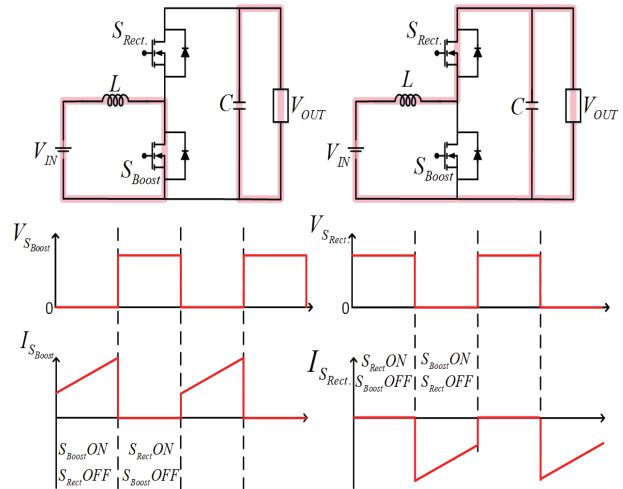 S_Rect.
L
C
V_OUT
V_IN
S_Boost
S_Rect.
L
C
V_OUT
V_IN
S_Boost
V_S_Boost
0
I_S_Boost
S_Boost ON S_Rect ON
S_Rect OFF S_Boost OFF
V_S_Rect.
0
I_S_Rect.
S_Rect ON S_Boost ON
S_Boost OFF S_Rect OFF